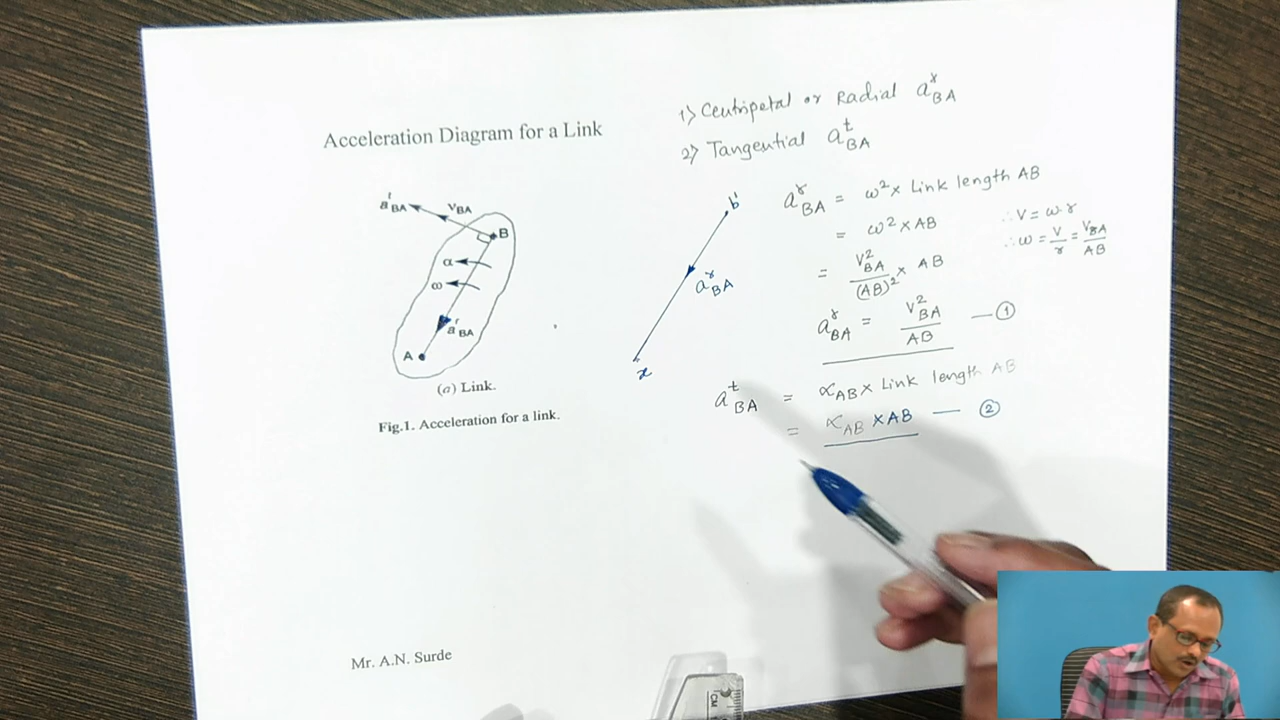 Acceleration Diagram for a Link
a^t_BA
v_BA
B
α
ω
a^r_BA
A
(a) Link.
Fig.1. Acceleration for a link.
Mr. A.N. Surde
b'
a^r_BA
x
1) Centripetal or Radial a^r_BA
2) Tangential a^t_BA
a^r_BA = ω² × Link length AB
= ω² × AB
∴ V = ω·r
∴ ω = V/r = V_BA/AB
= V²_BA/(AB)² × AB
a^r_BA = V²_BA/AB — ①
a^t_BA = α_AB × Link length AB
= α_AB × AB — ②